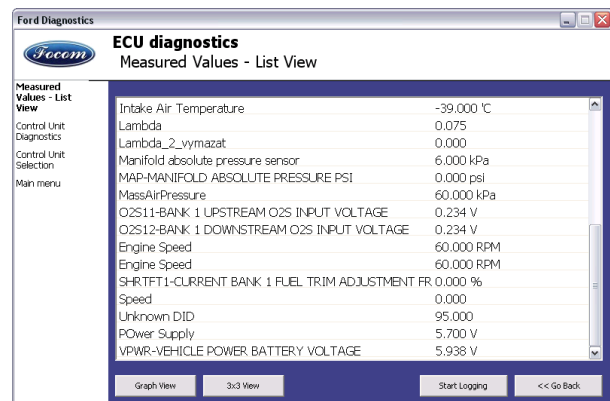 Ford Diagnostics
Focom
ECU diagnostics
Measured Values - List View
Measured
Values - List
View
Control Unit
Diagnostics
Control Unit
Selection
Main menu
Intake Air Temperature -39.000 'C
Lambda 0.075
Lambda_2_vymazat 0.000
Manifold absolute pressure sensor 6.000 kPa
MAP-MANIFOLD ABSOLUTE PRESSURE PSI 0.000 psi
MassAirPressure 60.000 kPa
O2S11-BANK 1 UPSTREAM O2S INPUT VOLTAGE 0.234 V
O2S12-BANK 1 DOWNSTREAM O2S INPUT VOLTAGE 0.234 V
Engine Speed 60.000 RPM
Engine Speed 60.000 RPM
SHRTFT1-CURRENT BANK 1 FUEL TRIM ADJUSTMENT FR 0.000 %
Speed 0.000
Unknown DID 95.000
POwer Supply 5.700 V
VPWR-VEHICLE POWER BATTERY VOLTAGE 5.938 V
Graph View 3x3 View Start Logging << Go Back